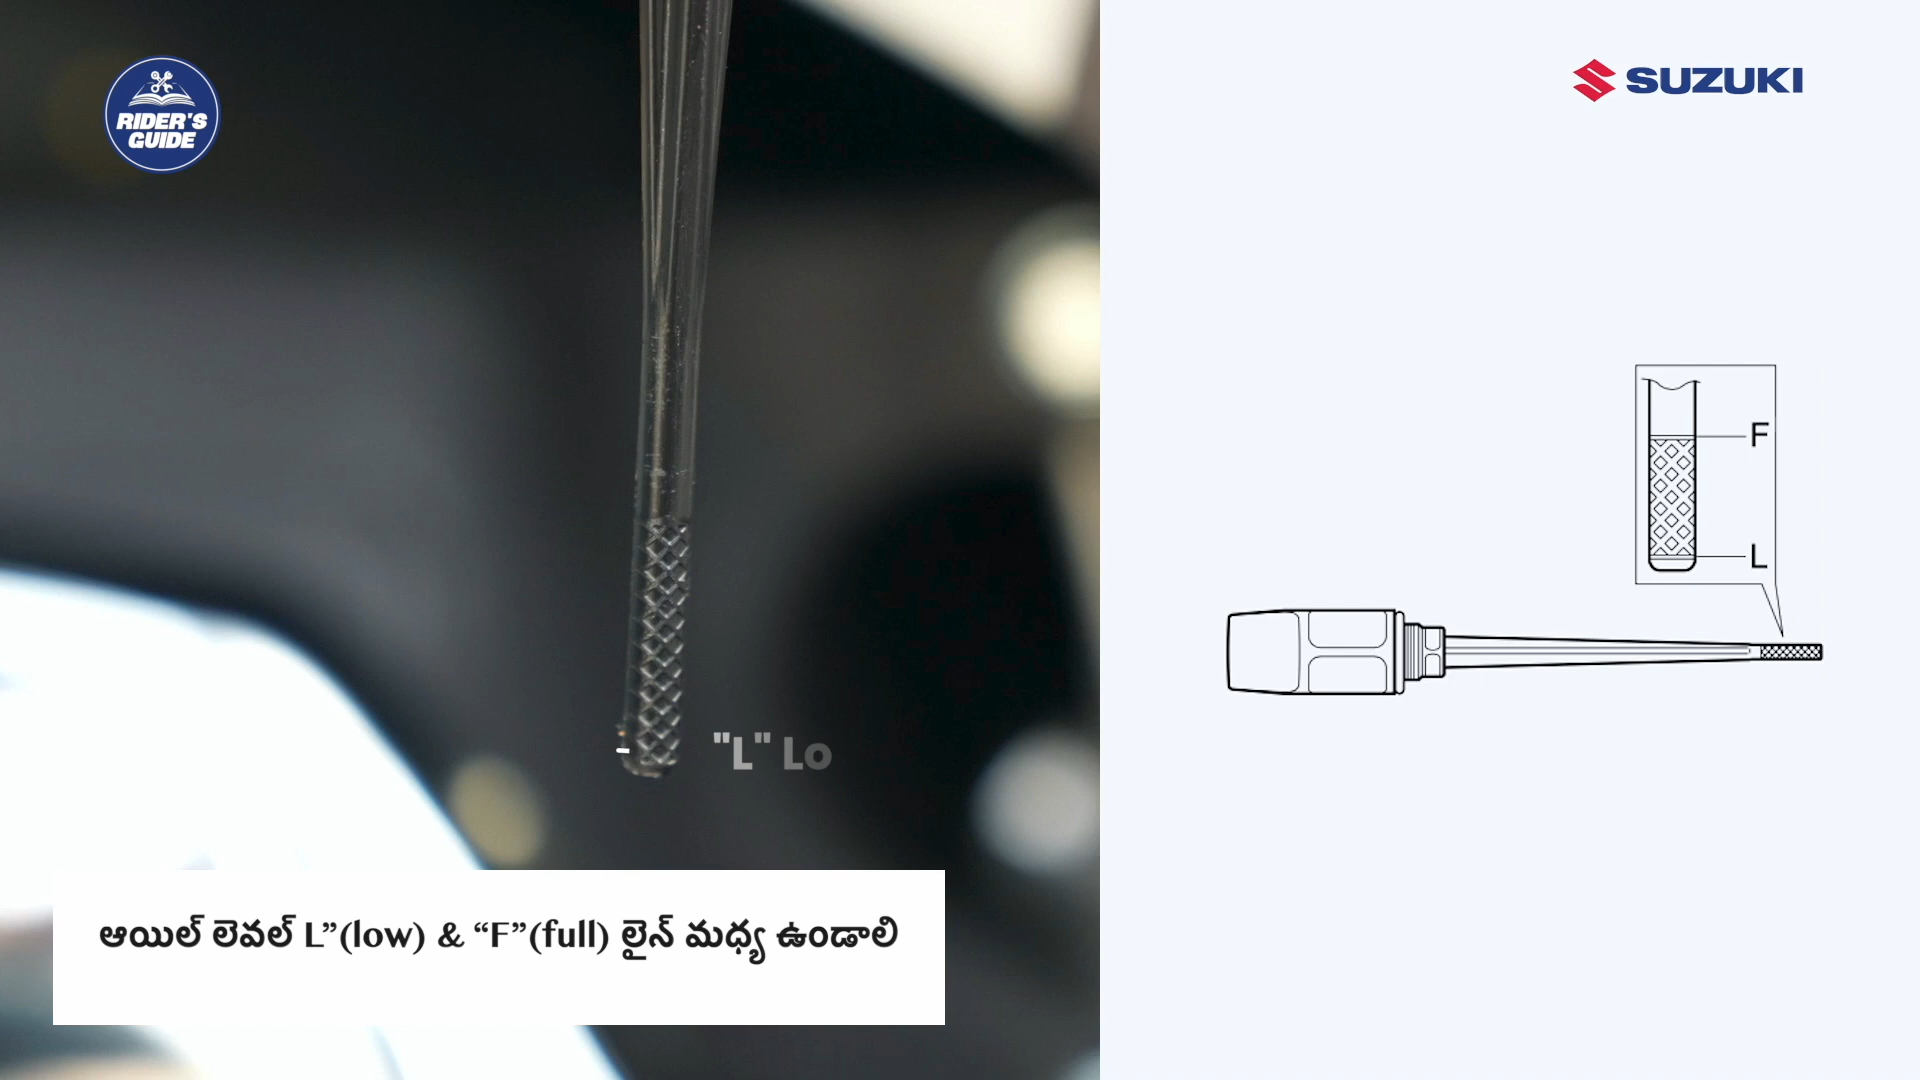 RIDER'S
GUIDE
SUZUKI
F
L
"L" Lo
ఆయిల్ లెవల్ L”(low) & “F”(full) లైన్ మధ్య ఉండాలి